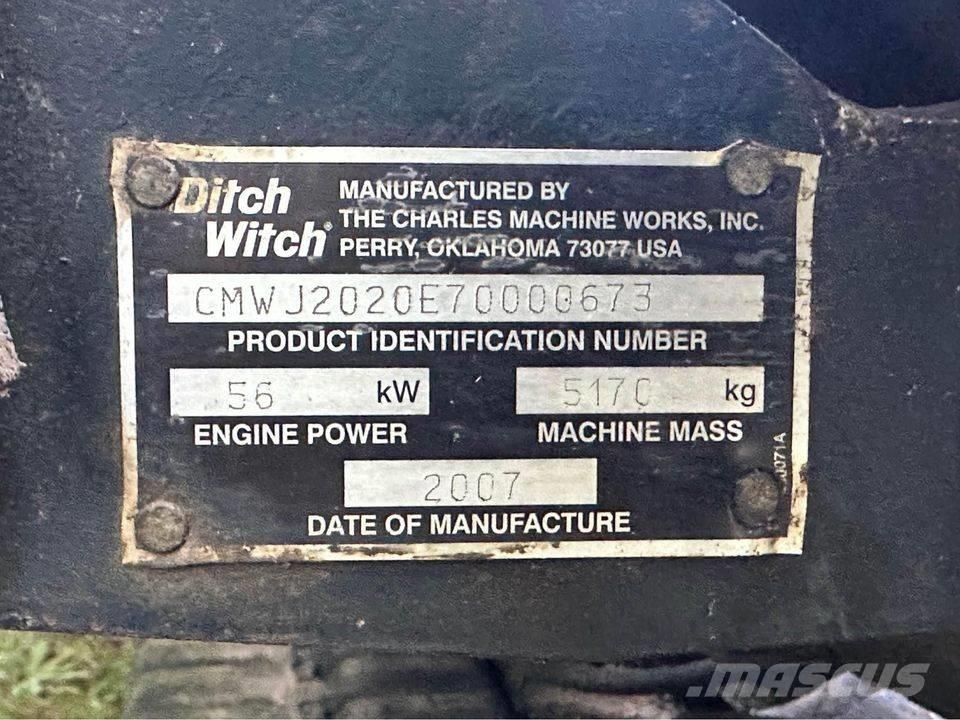 Ditch
Witch®
MANUFACTURED BY
THE CHARLES MACHINE WORKS, INC.
PERRY, OKLAHOMA 73077 USA
CMWJ2020E70000673
PRODUCT IDENTIFICATION NUMBER
56 kW
ENGINE POWER
5170 kg
MACHINE MASS
2007
DATE OF MANUFACTURE
MASCUS